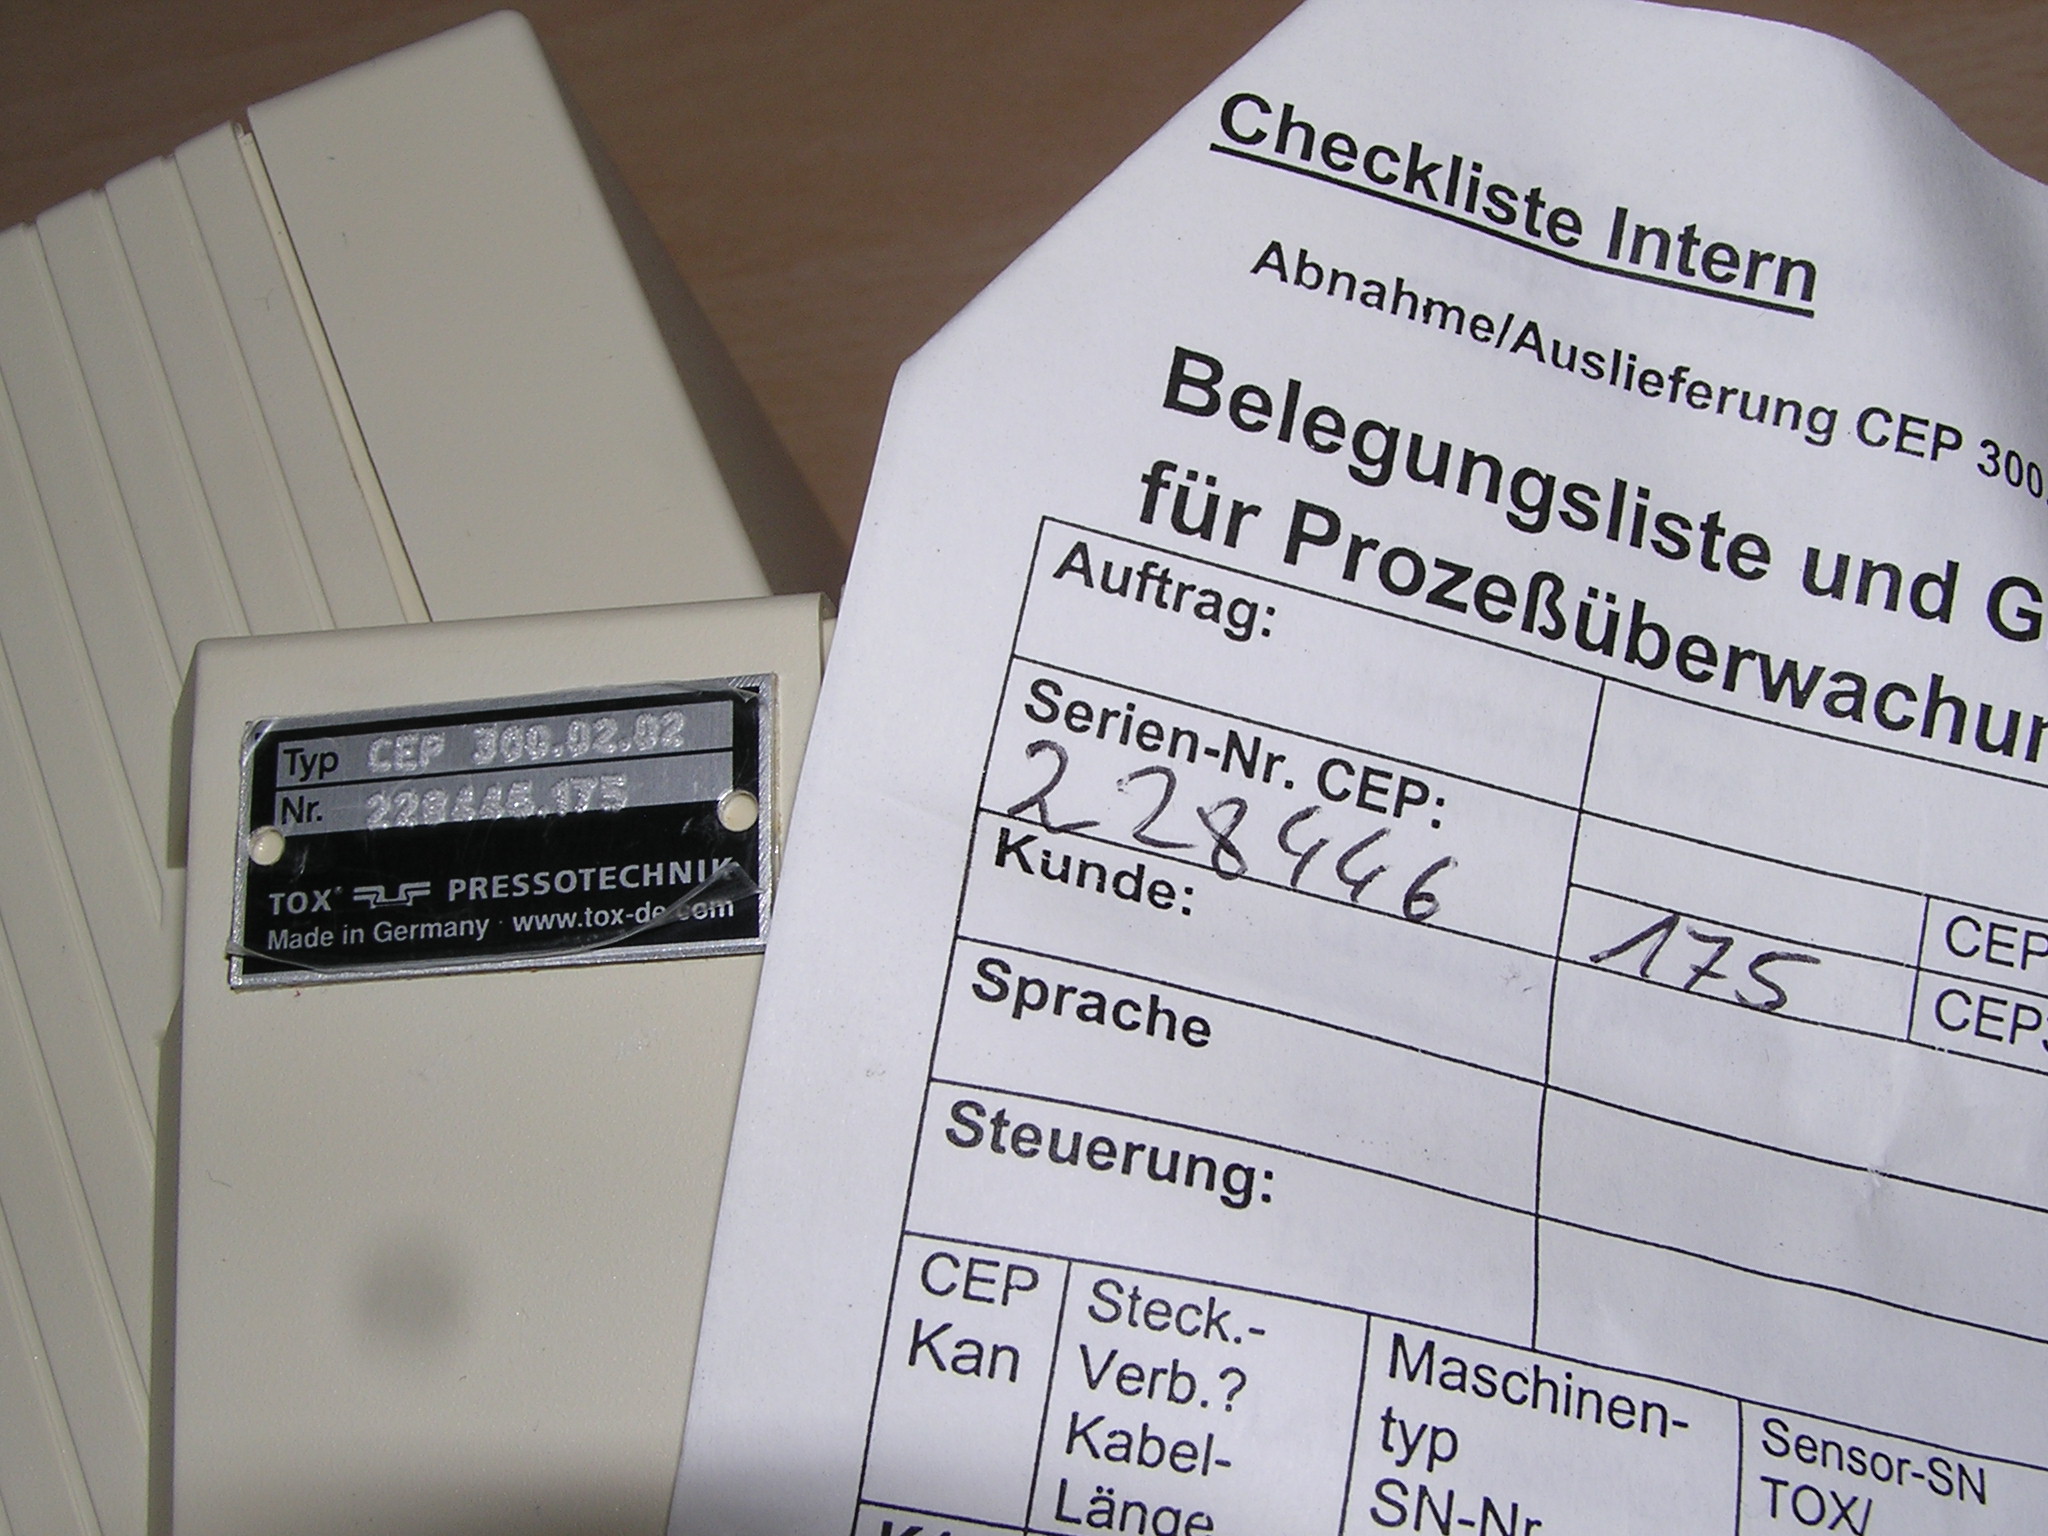 Typ CEP 300.02.02
Nr. 228446.175
TOX PRESSOTECHNIK
Made in Germany · www.tox-de.com
Checkliste Intern
Abnahme/Auslieferung CEP 300.
Belegungsliste und G
für Prozeßüberwachun
Auftrag:
Serien-Nr. CEP:
228446
175
CEP
Kunde:
CEP
Sprache
Steuerung:
CEP
Kan
Steck.-
Verb.?
Kabel-
Länge
Maschinen-
typ
SN-Nr
Sensor-SN
TOX/